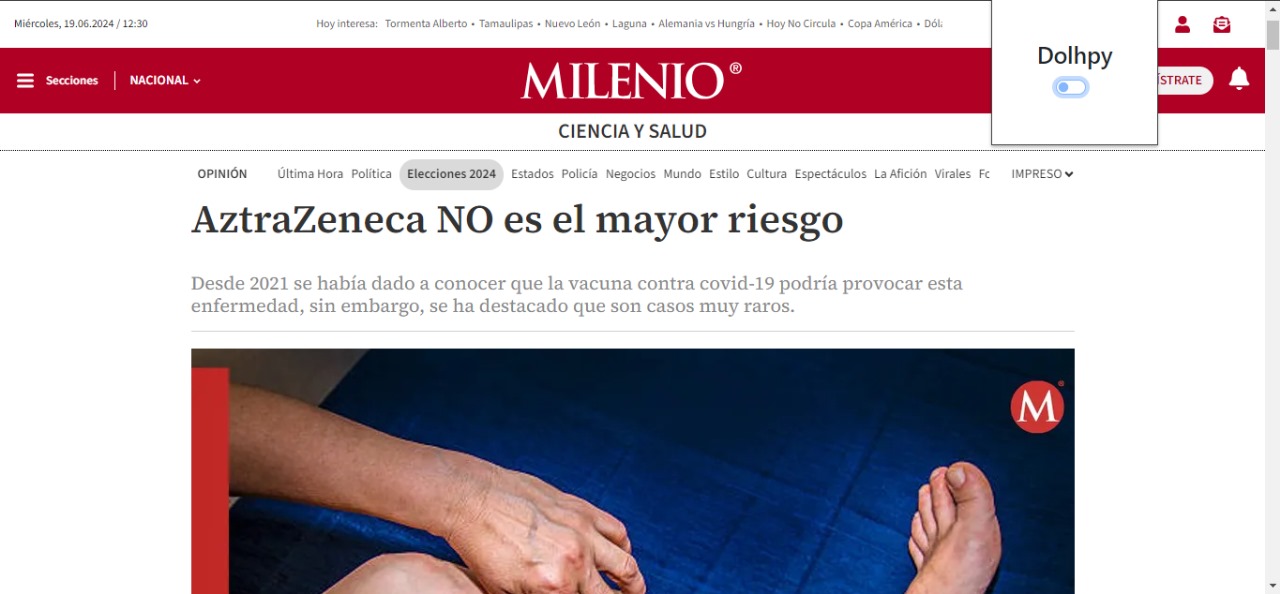 Miércoles, 19.06.2024 / 12:30
Hoy interesa: Tormenta Alberto • Tamaulipas • Nuevo León • Laguna • Alemania vs Hungría • Hoy No Circula • Copa América •
Dolhpy
Secciones | NACIONAL
MILENIO®
ÍSTRATE
CIENCIA Y SALUD
OPINIÓN Última Hora Política Elecciones 2024 Estados Policía Negocios Mundo Estilo Cultura Espectáculos La Afición Virales Fc IMPRESO
AztraZeneca NO es el mayor riesgo
Desde 2021 se había dado a conocer que la vacuna contra covid-19 podría provocar esta
enfermedad, sin embargo, se ha destacado que son casos muy raros.
M®